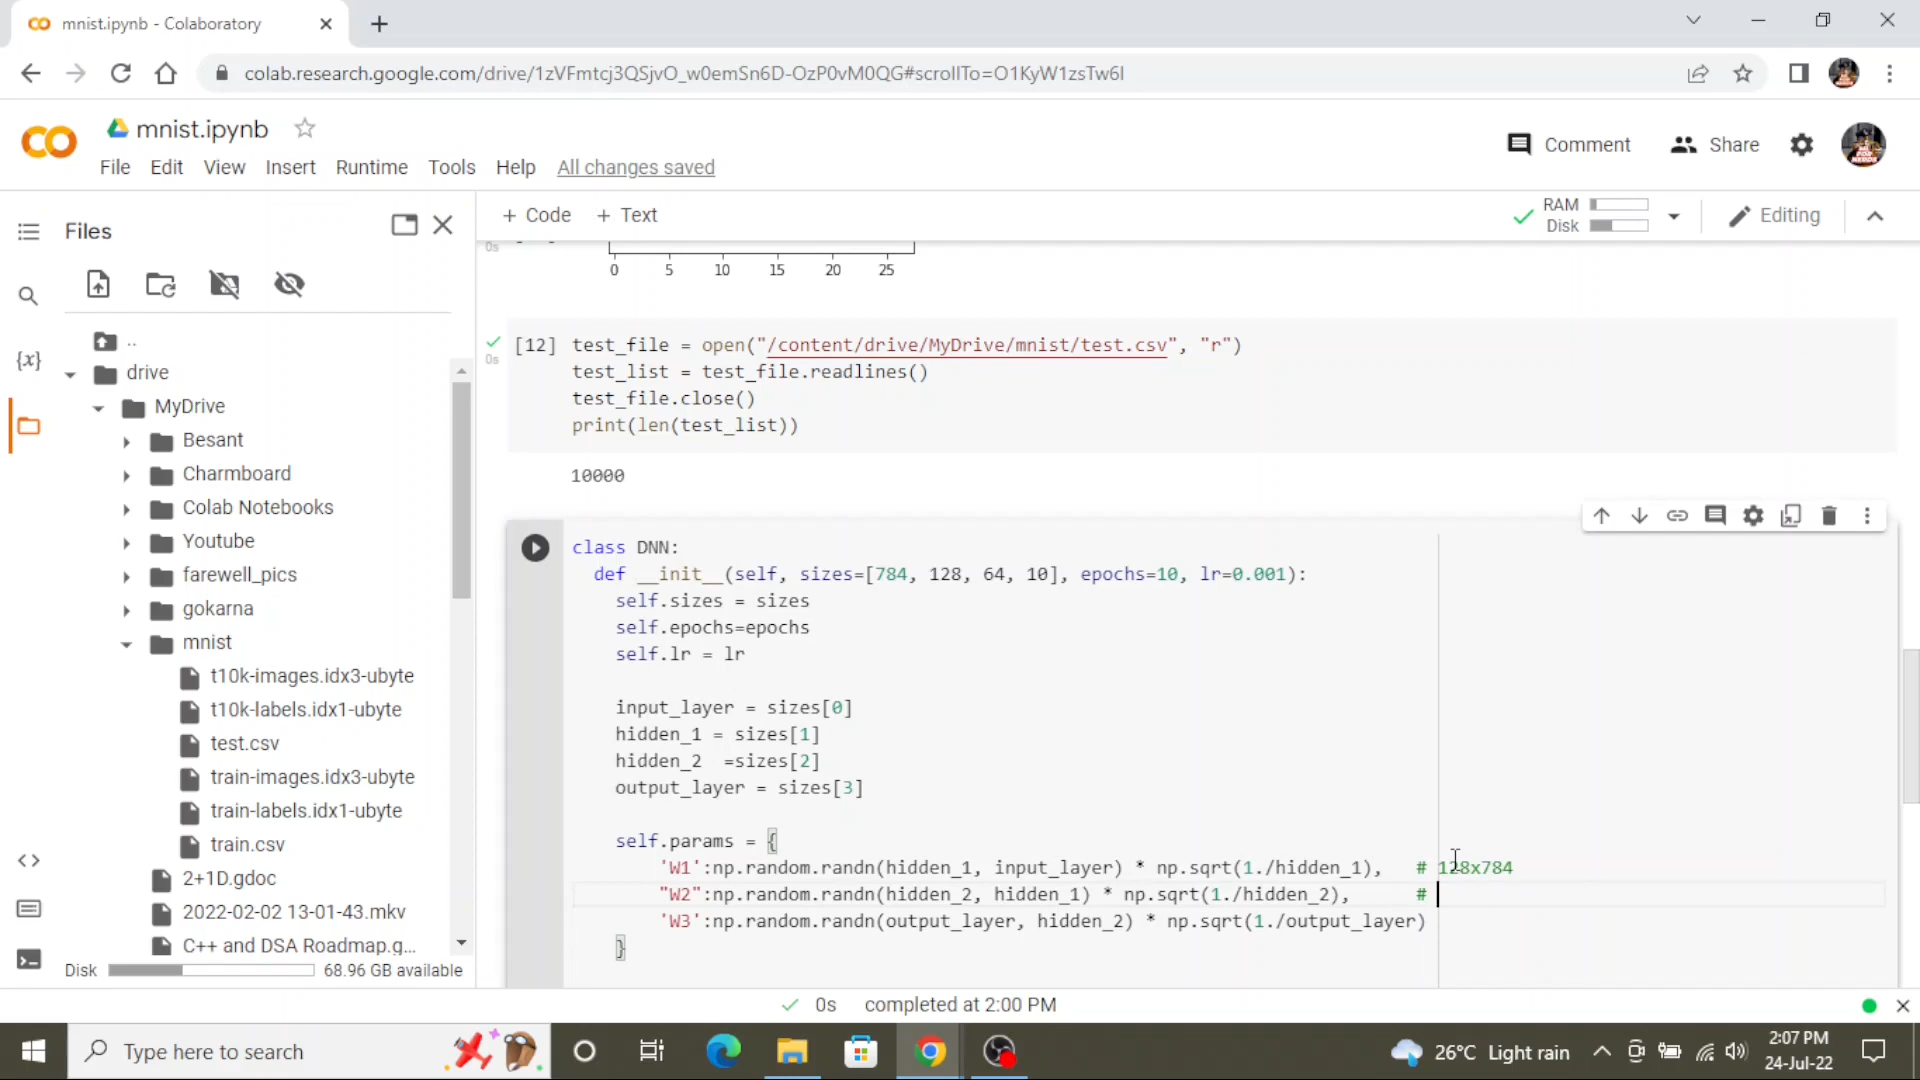 mnist.ipynb - Colaboratory
colab.research.google.com/drive/1zVFmtcj3QSjvO_w0emSn6D-OzP0vM0QG#scrollTo=O1KyW1zsTw6I
mnist.ipynb
File Edit View Insert Runtime Tools Help All changes saved
Comment Share
Files
+ Code + Text
RAM
Disk
Editing
0s
0 5 10 15 20 25
..
drive
MyDrive
Besant
Charmboard
Colab Notebooks
Youtube
farewell_pics
gokarna
mnist
t10k-images.idx3-ubyte
t10k-labels.idx1-ubyte
test.csv
train-images.idx3-ubyte
train-labels.idx1-ubyte
train.csv
2+1D.gdoc
2022-02-02 13-01-43.mkv
C++ and DSA Roadmap.g...
Disk 68.96 GB available
{x}
0s
[12] test_file = open("/content/drive/MyDrive/mnist/test.csv", "r")
test_list = test_file.readlines()
test_file.close()
print(len(test_list))
10000
class DNN:
def __init__(self, sizes=[784, 128, 64, 10], epochs=10, lr=0.001):
self.sizes = sizes
self.epochs=epochs
self.lr = lr
input_layer = sizes[0]
hidden_1 = sizes[1]
hidden_2  =sizes[2]
output_layer = sizes[3]
self.params = {
'W1':np.random.randn(hidden_1, input_layer) * np.sqrt(1./hidden_1), # 128x784
"W2":np.random.randn(hidden_2, hidden_1) * np.sqrt(1./hidden_2), #
'W3':np.random.randn(output_layer, hidden_2) * np.sqrt(1./output_layer)
}
0s completed at 2:00 PM
Type here to search
26°C Light rain
2:07 PM
24-Jul-22